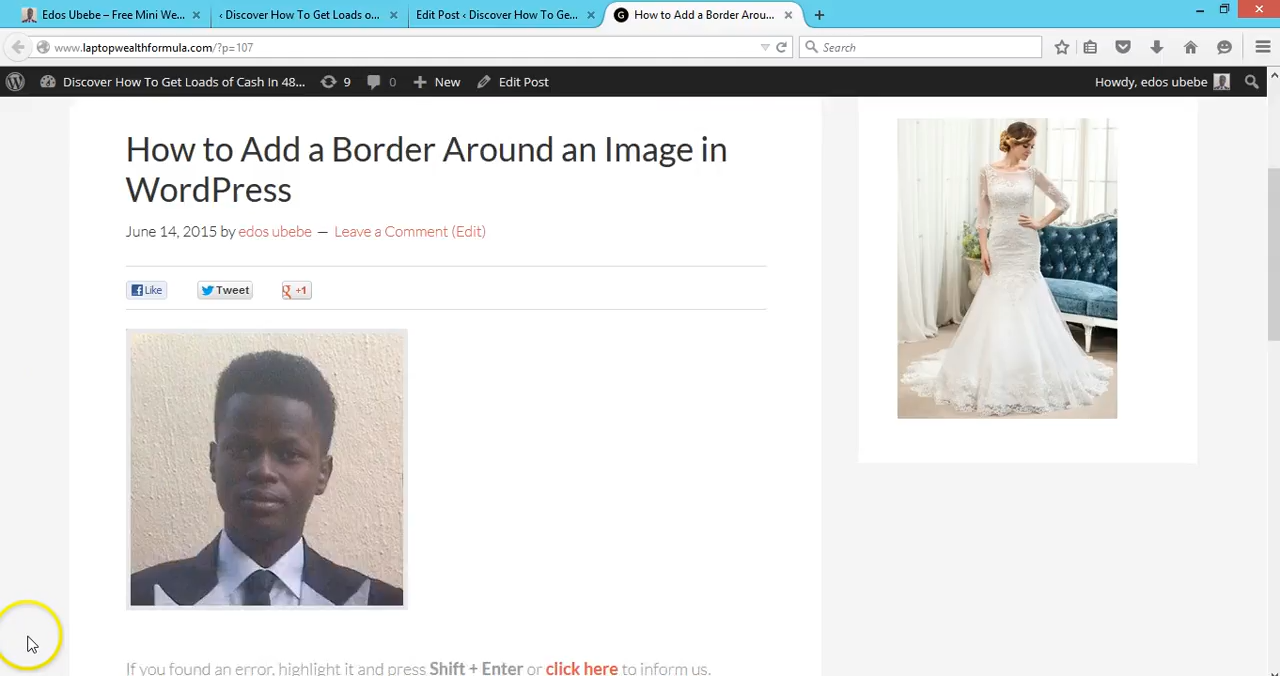 Edos Ubebe – Free Mini We...
‹ Discover How To Get Loads o...
Edit Post ‹ Discover How To Ge...
G How to Add a Border Arou...
www.laptopwealthformula.com/?p=107
Search
Discover How To Get Loads of Cash In 48... 9 0 New Edit Post
Howdy, edos ubebe
How to Add a Border Around an Image in
WordPress
June 14, 2015 by edos ubebe — Leave a Comment (Edit)
Like Tweet g +1
If you found an error, highlight it and press Shift + Enter or click here to inform us.